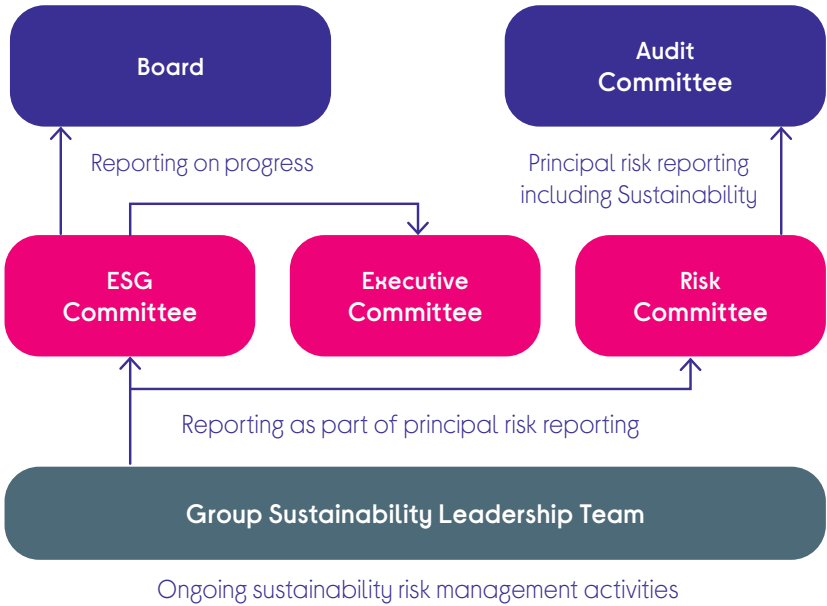 Board
Audit
Committee
Reporting on progress
Principal risk reporting
including Sustainability
ESG
Committee
Executive
Committee
Risk
Committee
Reporting as part of principal risk reporting
Group Sustainability Leadership Team
Ongoing sustainability risk management activities